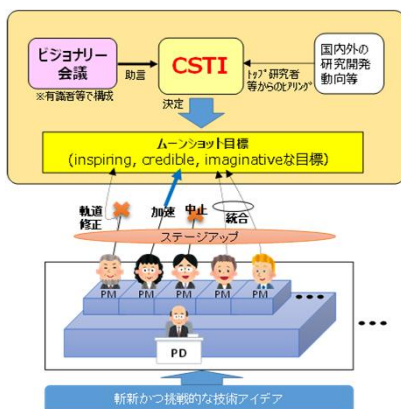 ビジョナリー
会議
※有識者等で構成
助言
CSTI
決定
トップ研究者
等からのヒアリング
国内外の
研究開発
動向等
ムーンショット目標
(inspiring, credible, imaginativeな目標)
軌道
修正
加速
中止
統合
ステージアップ
PM
PM
PM
PM
PM
•••
PD
•••
斬新かつ挑戦的な技術アイデア